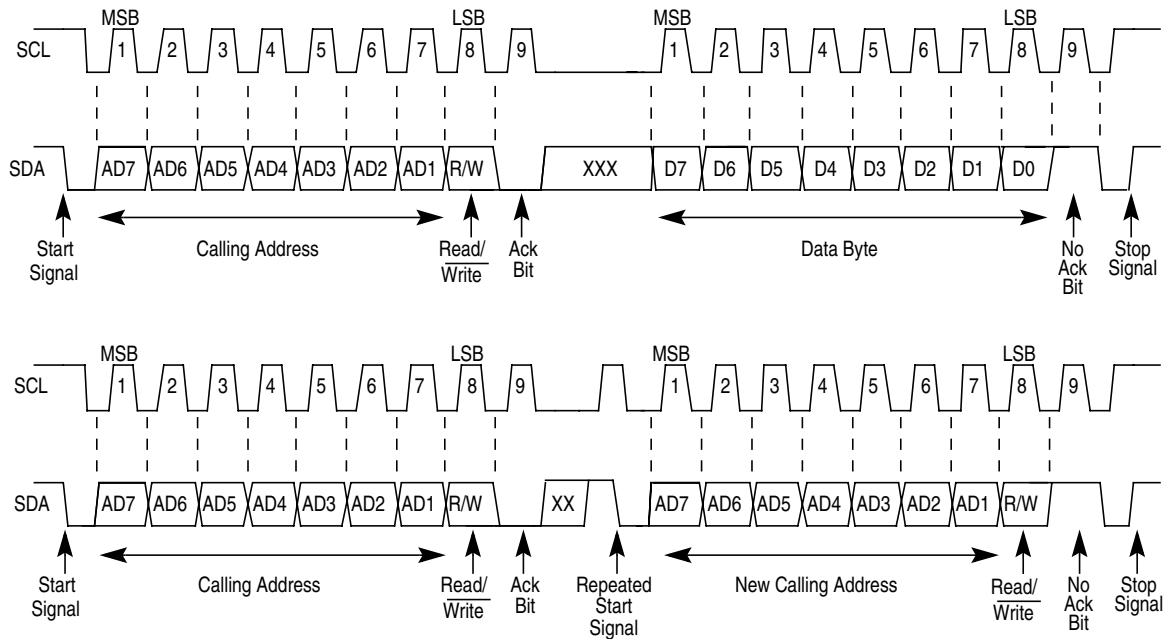 MSB LSB MSB LSB
SCL 1 2 3 4 5 6 7 8 9 1 2 3 4 5 6 7 8 9
SDA AD7 AD6 AD5 AD4 AD3 AD2 AD1 R/W XXX D7 D6 D5 D4 D3 D2 D1 D0
Start Calling Address Read/ Ack Data Byte No Stop
Signal Write Bit Ack Signal
Bit
MSB LSB MSB LSB
SCL 1 2 3 4 5 6 7 8 9 1 2 3 4 5 6 7 8 9
SDA AD7 AD6 AD5 AD4 AD3 AD2 AD1 R/W XX AD7 AD6 AD5 AD4 AD3 AD2 AD1 R/W
Start Calling Address Read/ Ack Repeated New Calling Address Read/ No Stop
Signal Write Bit Start Write Ack Signal
Signal Bit